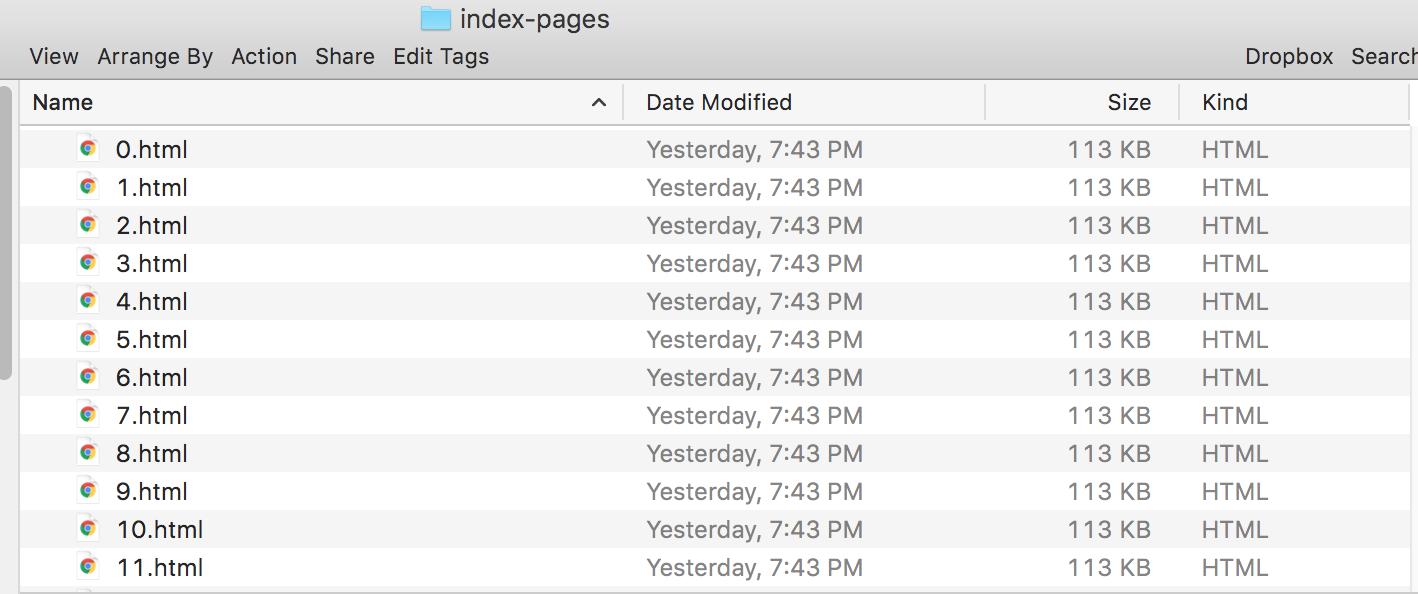 index-pages
View Arrange By Action Share Edit Tags Dropbox Search
Name Date Modified Size Kind
0.html Yesterday, 7:43 PM 113 KB HTML
1.html Yesterday, 7:43 PM 113 KB HTML
2.html Yesterday, 7:43 PM 113 KB HTML
3.html Yesterday, 7:43 PM 113 KB HTML
4.html Yesterday, 7:43 PM 113 KB HTML
5.html Yesterday, 7:43 PM 113 KB HTML
6.html Yesterday, 7:43 PM 113 KB HTML
7.html Yesterday, 7:43 PM 113 KB HTML
8.html Yesterday, 7:43 PM 113 KB HTML
9.html Yesterday, 7:43 PM 113 KB HTML
10.html Yesterday, 7:43 PM 113 KB HTML
11.html Yesterday, 7:43 PM 113 KB HTML